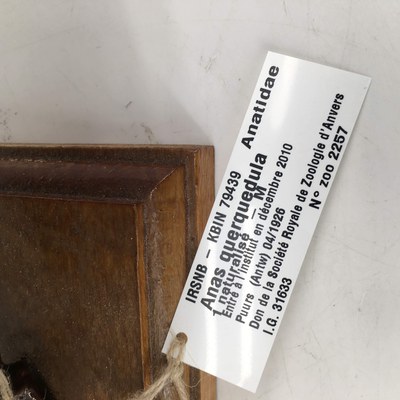 IRSNB - KBIN 79439
Anas querquedula Anatidae
1 naturalisé - M
Entré à l'Institut en décembre 2010
Puurs (Antw) 04/1926
Don de la Société Royale de Zoologie d'Anvers
I.G. 31633 N° zoo 2257